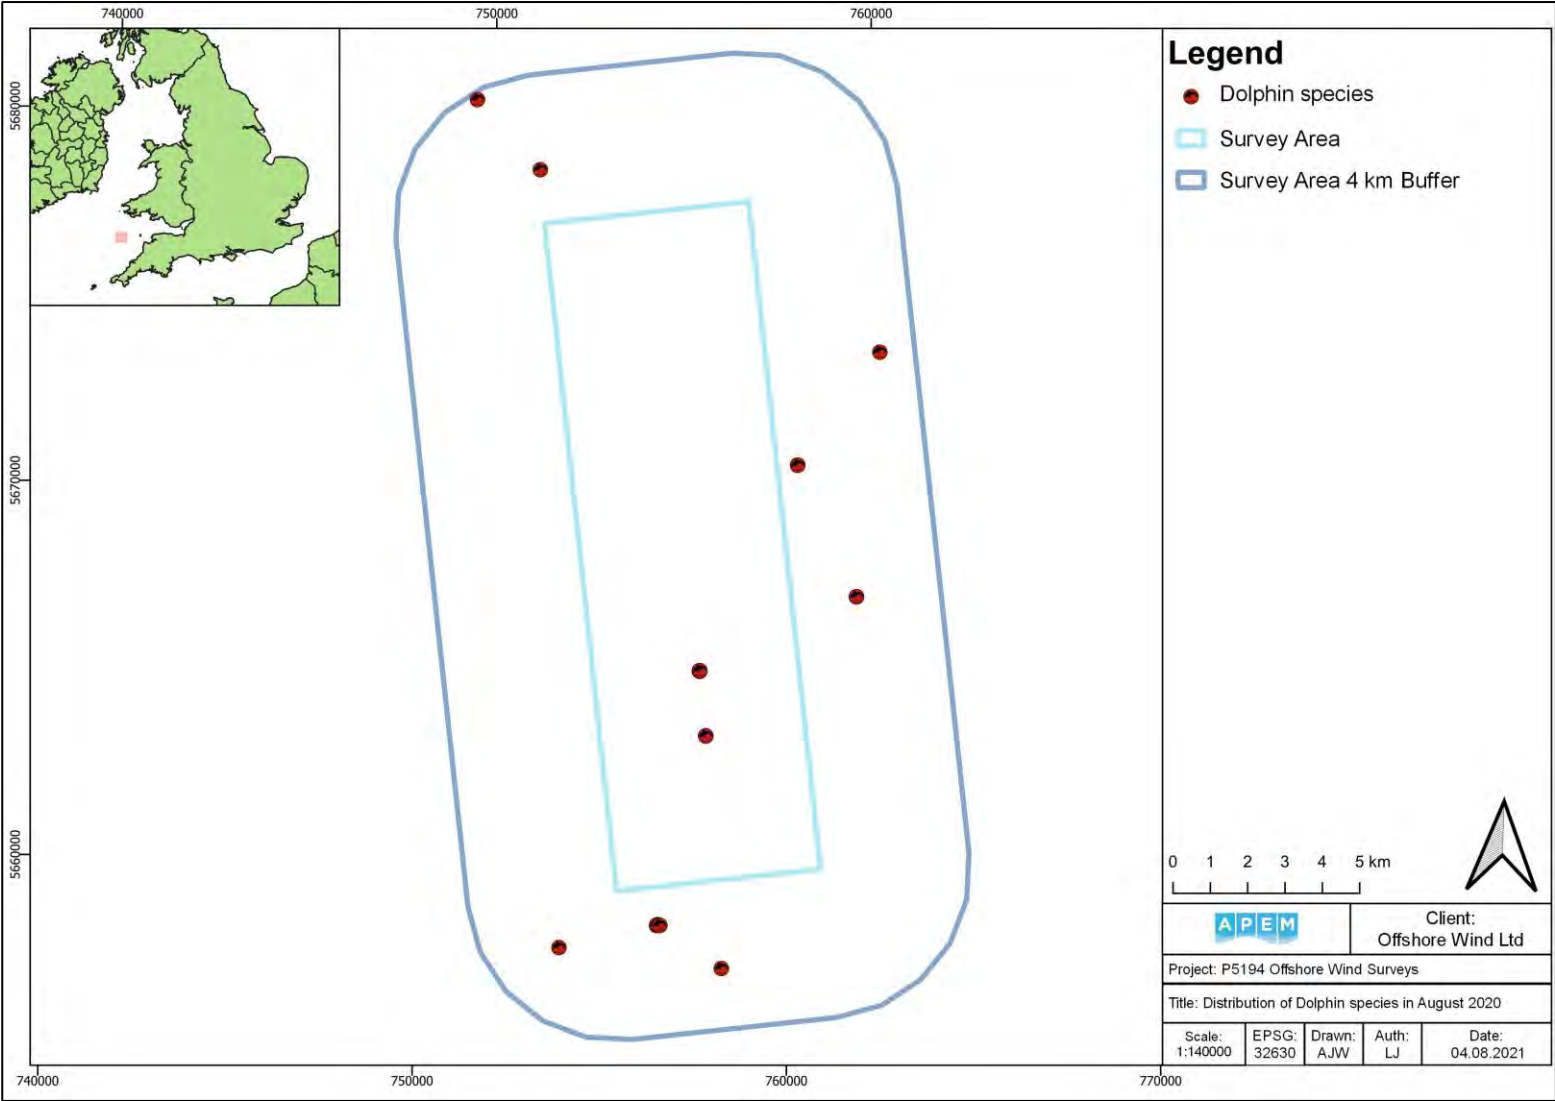 740000
750000
760000
5680000
5670000
5660000
Legend
Dolphin species
Survey Area
Survey Area 4 km Buffer
0 1 2 3 4 5 km
APEM
Client:
Offshore Wind Ltd
Project: P5194 Offshore Wind Surveys
Title: Distribution of Dolphin species in August 2020
Scale:
1:140000
EPSG:
32630
Drawn:
AJW
Auth:
LJ
Date:
04.08.2021
740000
750000
760000
770000